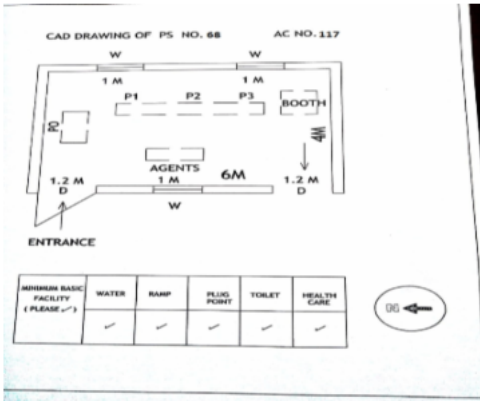 CAD DRAWING OF PS NO. 68 AC NO. 117
W W
1 M 1 M
P1 P2 P3
BOOTH
PO
4M
AGENTS
1.2 M 1 M 6M 1.2 M
D D
W
ENTRANCE
MINIMUM BASIC
FACILITY
( PLEASE ✓ )
WATER
RAMP
PLUG
POINT
TOILET
HEALTH
CARE
✓ ✓ ✓ ✓ ✓